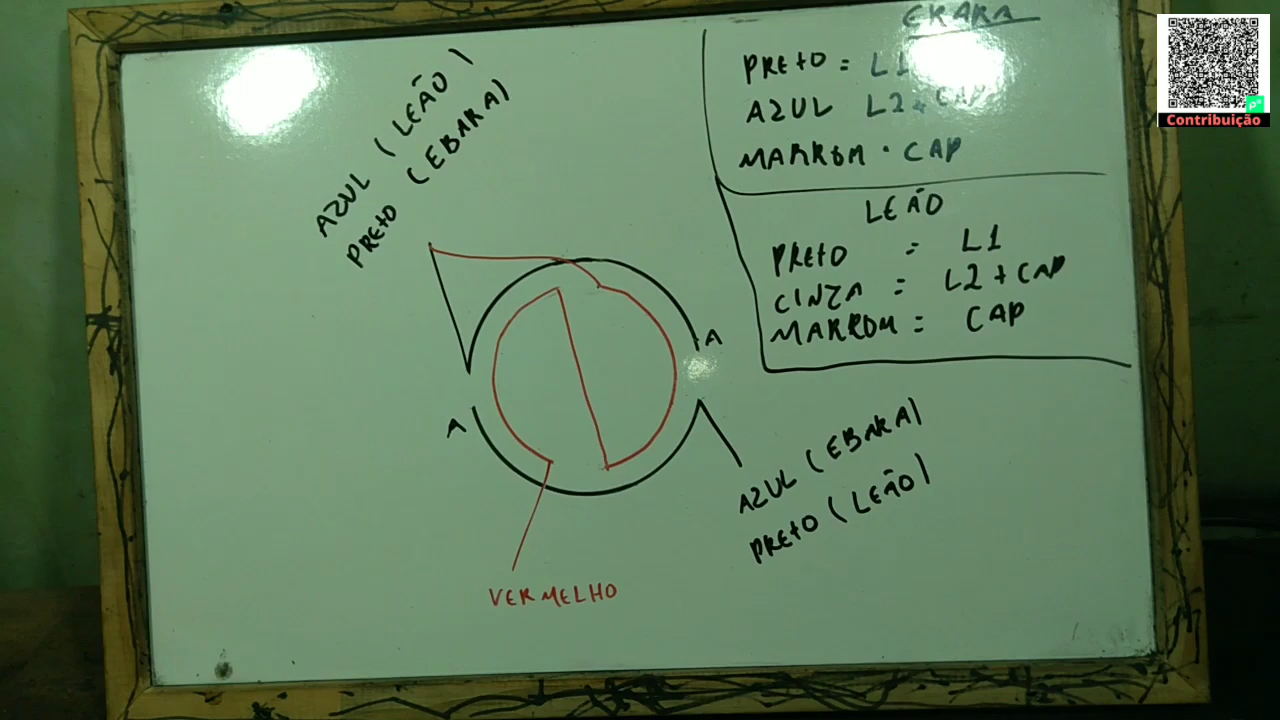 EBARA
PRETO = L1
AZUL L2 + CAP
MARROM • CAP
LEÃO
PRETO = L1
CINZA = L2 + CAP
MARROM = CAP
AZUL (LEÃO)
PRETO (EBARA)
A
A
AZUL (EBARA)
PRETO (LEÃO)
VERMELHO
Contribuição